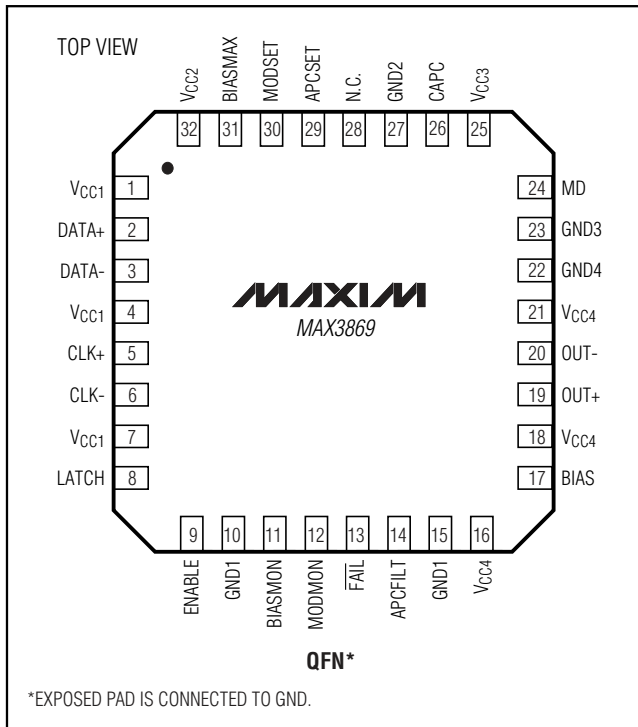 TOP VIEW
VCC2
BIASMAX
MODSET
APCSET
N.C.
GND2
CAPC
VCC3
32 31 30 29 28 27 26 25
VCC1 1
DATA+ 2
DATA- 3
VCC1 4
CLK+ 5
CLK- 6
VCC1 7
LATCH 8
MAXIM
MAX3869
24 MD
23 GND3
22 GND4
21 VCC4
20 OUT-
19 OUT+
18 VCC4
17 BIAS
9 10 11 12 13 14 15 16
ENABLE
GND1
BIASMON
MODMON
FAIL
APCFILT
GND1
VCC4
QFN*
*EXPOSED PAD IS CONNECTED TO GND.